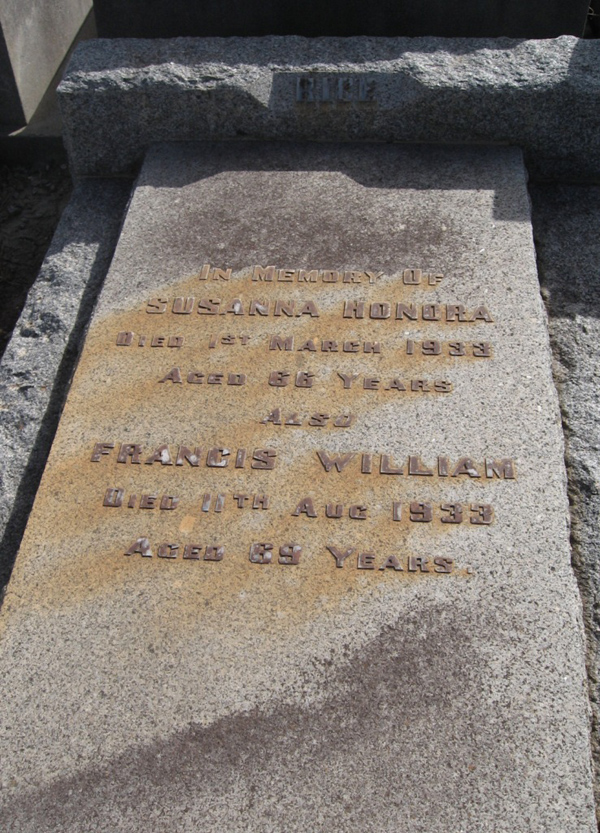 RICE
IN MEMORY OF
SUSANNA HONORA
DIED 1ST MARCH 1933
AGED 66 YEARS
ALSO
FRANCIS WILLIAM
DIED 11TH AUG 1933
AGED 69 YEARS.